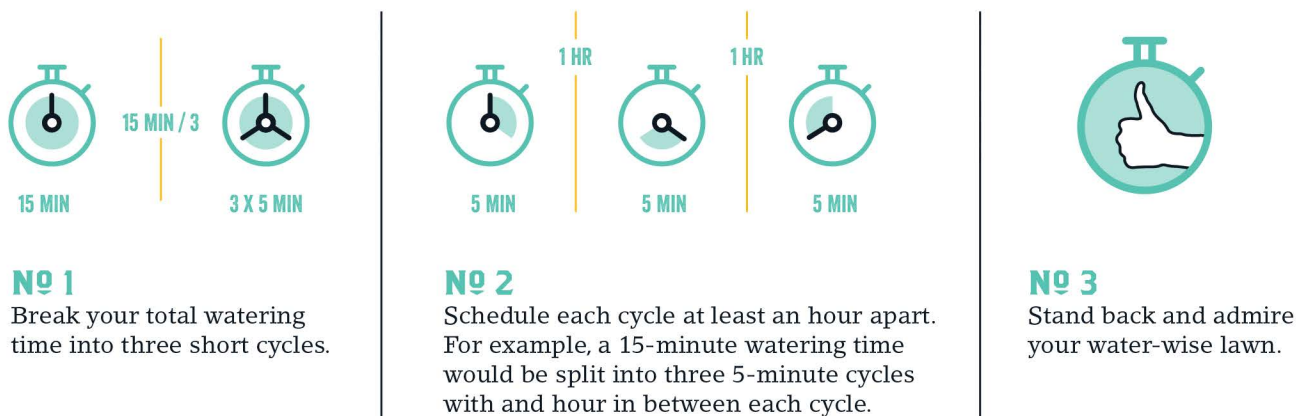 15 MIN / 3
15 MIN
3 X 5 MIN
Nº 1
Break your total watering
time into three short cycles.
1 HR
1 HR
5 MIN
5 MIN
5 MIN
Nº 2
Schedule each cycle at least an hour apart.
For example, a 15-minute watering time
would be split into three 5-minute cycles
with and hour in between each cycle.
Nº 3
Stand back and admire
your water-wise lawn.